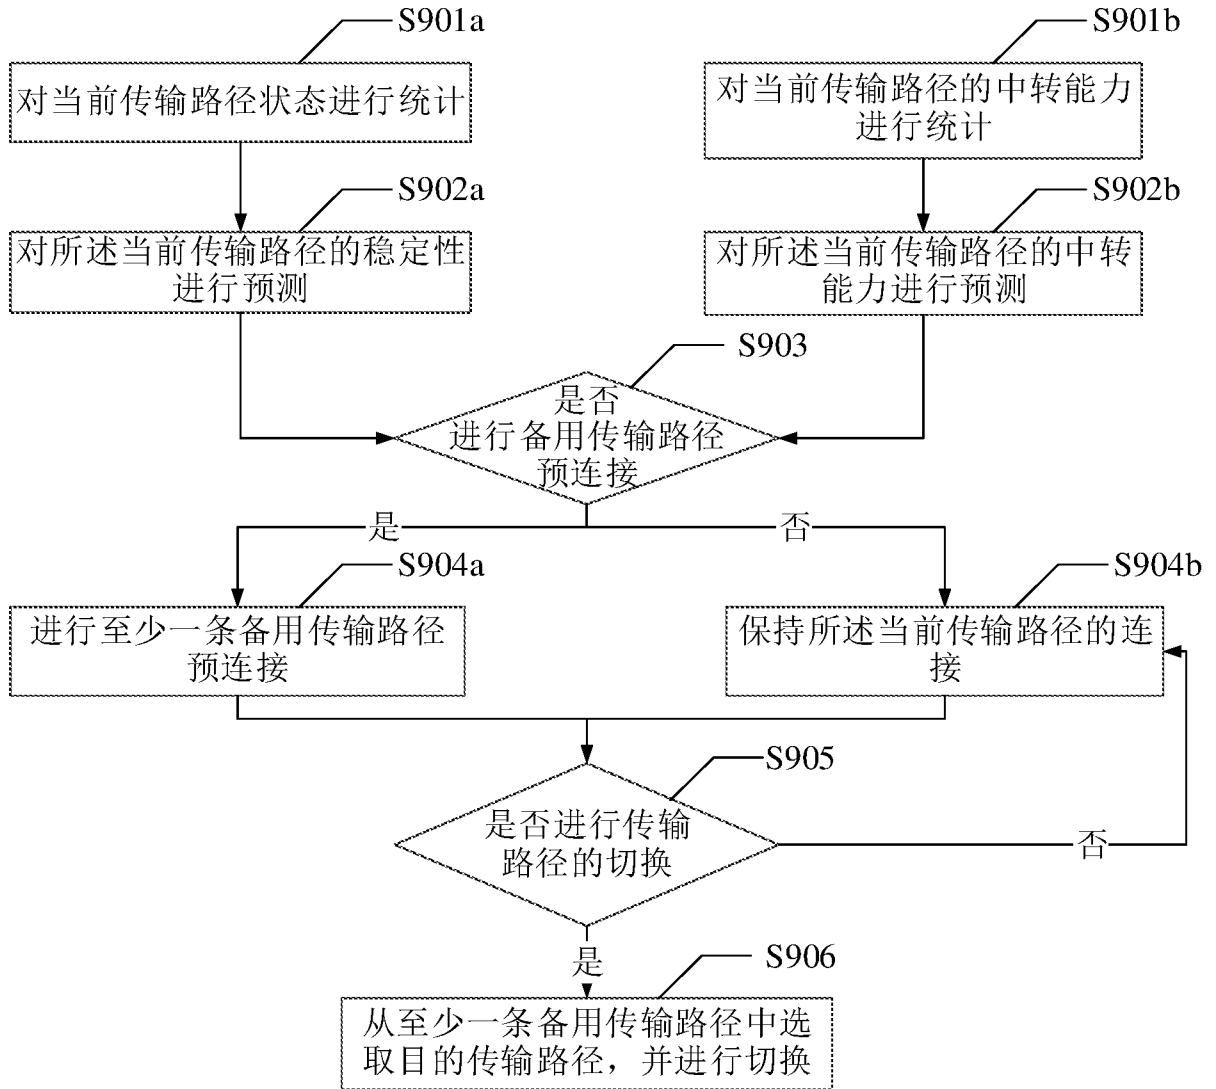 S901a
对当前传输路径状态进行统计
S901b
对当前传输路径的中转能力
进行统计
S902a
对所述当前传输路径的稳定性
进行预测
S902b
对所述当前传输路径的中转
能力进行预测
S903
是否
进行备用传输路径
预连接
是
否
S904a
进行至少一条备用传输路径
预连接
S904b
保持所述当前传输路径的连
接
S905
是否进行传输
路径的切换
否
是
S906
从至少一条备用传输路径中选
取目的传输路径，并进行切换